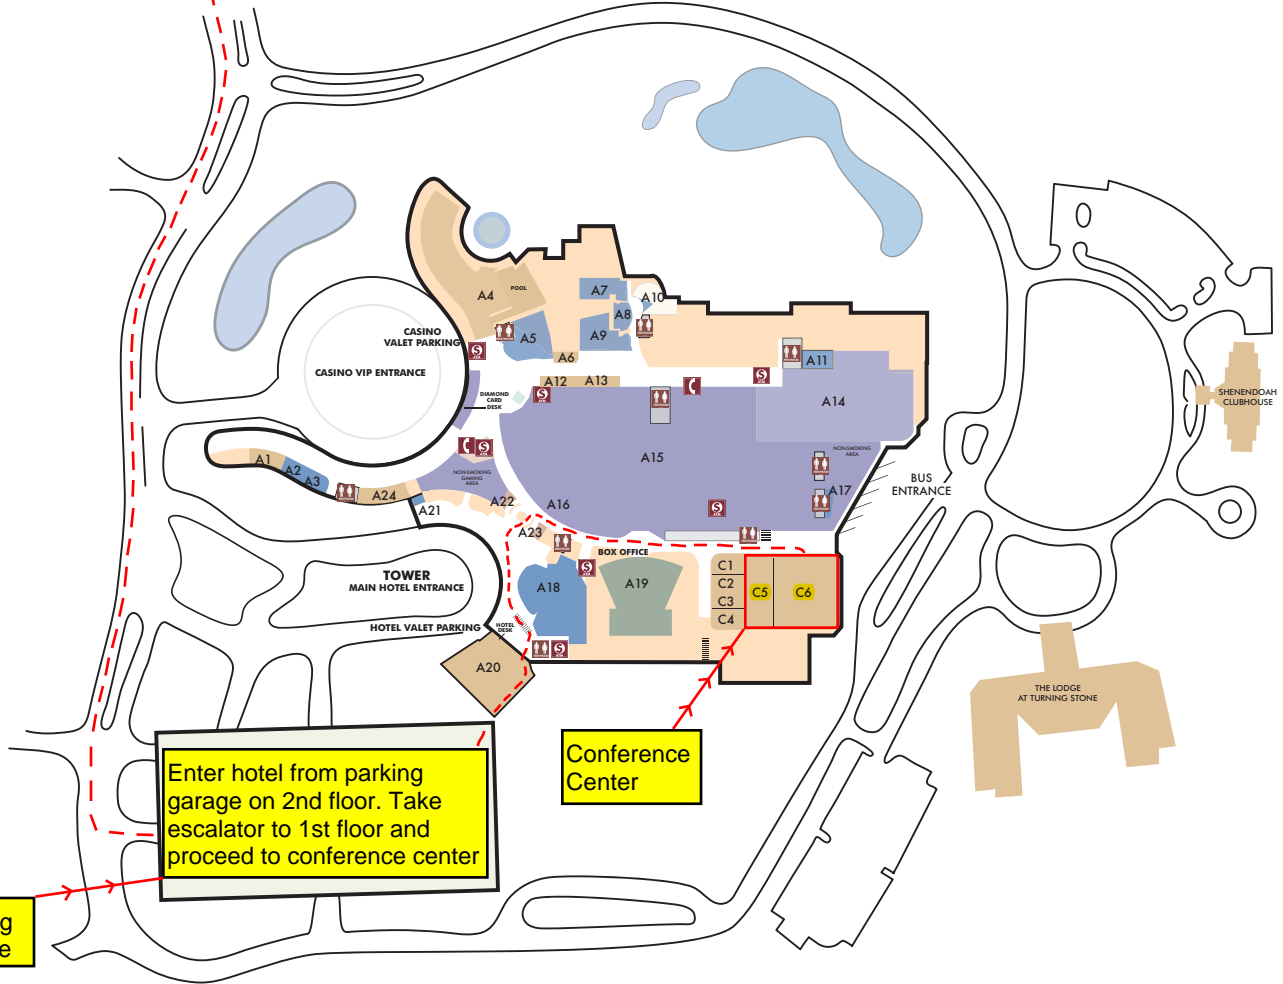 A4
POOL
CASINO
VALET PARKING
CASINO VIP ENTRANCE
A5
A6
A7
A8
A9
A10
A11
A12
A13
A14
DIAMOND
CARD
DESK
A15
NON-SMOKING
AREA
A17
BUS
ENTRANCE
SHENENDOAH
CLUBHOUSE
A1
A2
A3
A24
NON-SMOKING
GAMING
AREA
A21
A22
A16
A23
BOX OFFICE
TOWER
MAIN HOTEL ENTRANCE
A18
A19
C1
C2
C3
C4
C5
C6
HOTEL VALET PARKING
HOTEL
DESK
A20
THE LODGE
AT TURNING STONE
Conference
Center
Enter hotel from parking
garage on 2nd floor. Take
escalator to 1st floor and
proceed to conference center
g
e